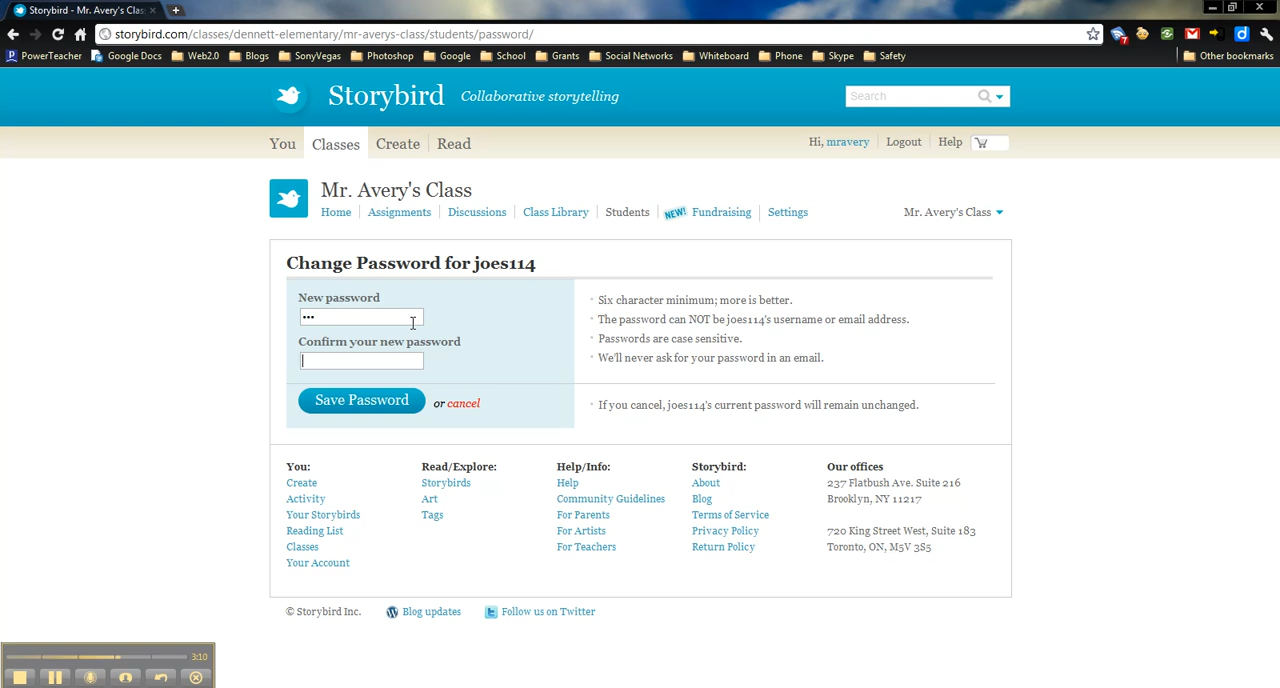 Storybird - Mr. Avery's Clas
storybird.com/classes/dennett-elementary/mr-averys-class/students/password/
PowerTeacher Google Docs Web2.0 Blogs SonyVegas Photoshop Google School Grants Social Networks Whiteboard Phone Skype Safety Other bookmarks
Storybird Collaborative storytelling Search
You Classes Create Read Hi, mravery Logout Help
Mr. Avery's Class
Home Assignments Discussions Class Library Students NEW! Fundraising Settings Mr. Avery's Class
Change Password for joes114
New password
•••
Confirm your new password
Save Password or cancel
Six character minimum; more is better.
The password can NOT be joes114's username or email address.
Passwords are case sensitive.
We'll never ask for your password in an email.
If you cancel, joes114's current password will remain unchanged.
You:
Create
Activity
Your Storybirds
Reading List
Classes
Your Account
Read/Explore:
Storybirds
Art
Tags
Help/Info:
Help
Community Guidelines
For Parents
For Artists
For Teachers
Storybird:
About
Blog
Terms of Service
Privacy Policy
Return Policy
Our offices
237 Flatbush Ave. Suite 216
Brooklyn, NY 11217
720 King Street West, Suite 183
Toronto, ON, M5V 3S5
© Storybird Inc. Blog updates Follow us on Twitter
3:10